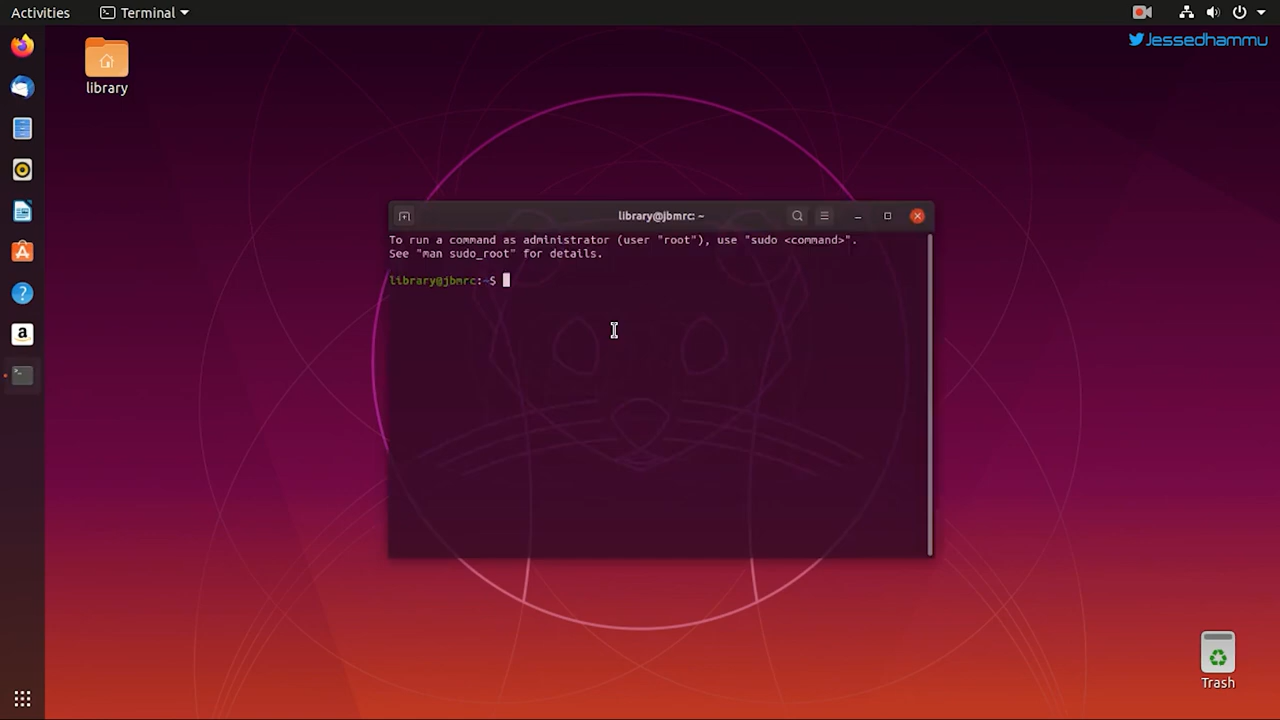 Activities
Terminal
Jessedhammu
library
library@jbmrc: ~
To run a command as administrator (user "root"), use "sudo <command>".
See "man sudo_root" for details.
library@jbmrc:~$
Trash